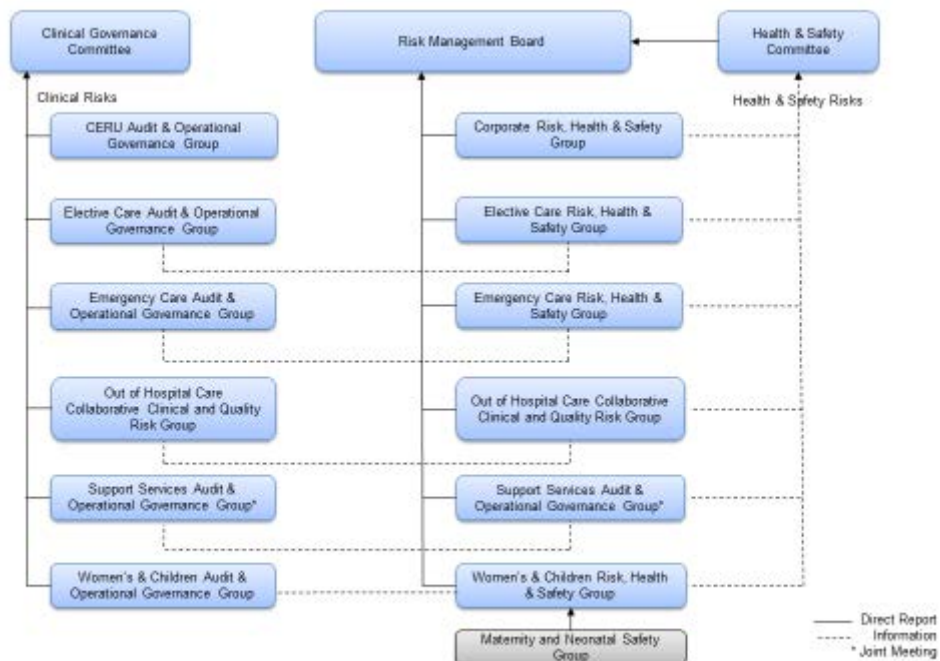 Clinical Governance
Committee
Risk Management Board
Health & Safety
Committee
Clinical Risks
Health & Safety Risks
CERU Audit & Operational
Governance Group
Corporate Risk, Health & Safety
Group
Elective Care Audit & Operational
Governance Group
Elective Care Risk, Health &
Safety Group
Emergency Care Audit &
Operational Governance Group
Emergency Care Risk, Health &
Safety Group
Out of Hospital Care
Collaborative Clinical and Quality
Risk Group
Out of Hospital Care Collaborative
Clinical and Quality Risk Group
Support Services Audit &
Operational Governance Group*
Support Services Audit &
Operational Governance Group*
Women's & Children Audit &
Operational Governance Group
Women's & Children Risk, Health
& Safety Group
Maternity and Neonatal Safety
Group
Direct Report
Information
* Joint Meeting